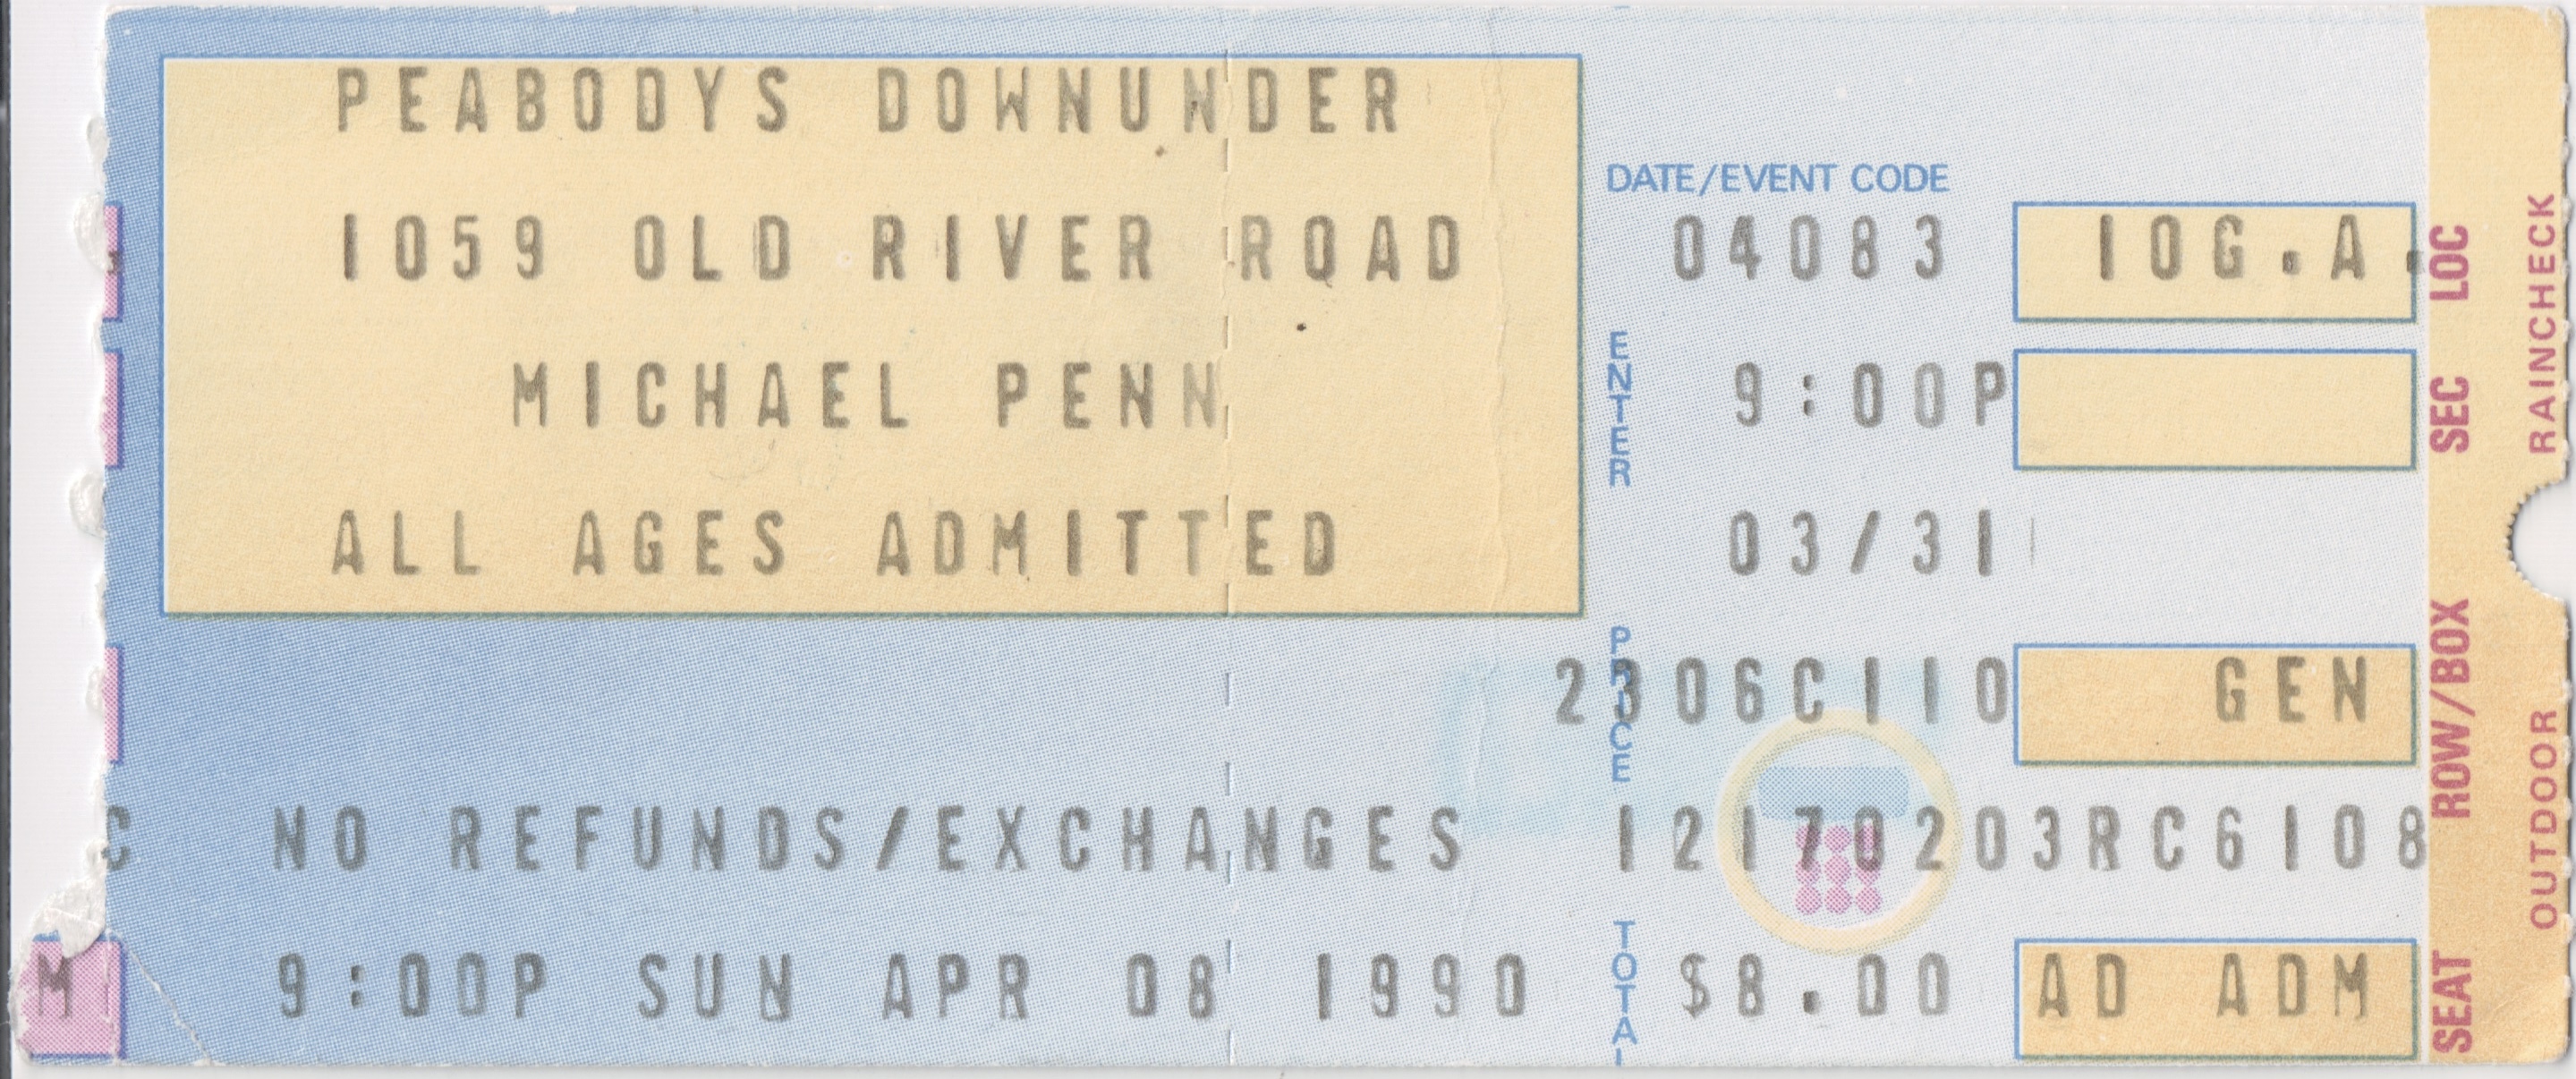 PEABODYS DOWNUNDER
1059 OLD RIVER ROAD
MICHAEL PENN
ALL AGES ADMITTED
C NO REFUNDS/EXCHANGES
M 9:00P SUN APR 08 1990
DATE/EVENT CODE
04083 10G.A.
ENTER
9:00P
03/31
PRICE
2306C110 GEN
12170203RC6108
TOTAL
$8.00 AD ADM
LOC
SEC
ROW/BOX
SEAT
RAINCHECK
OUTDOOR